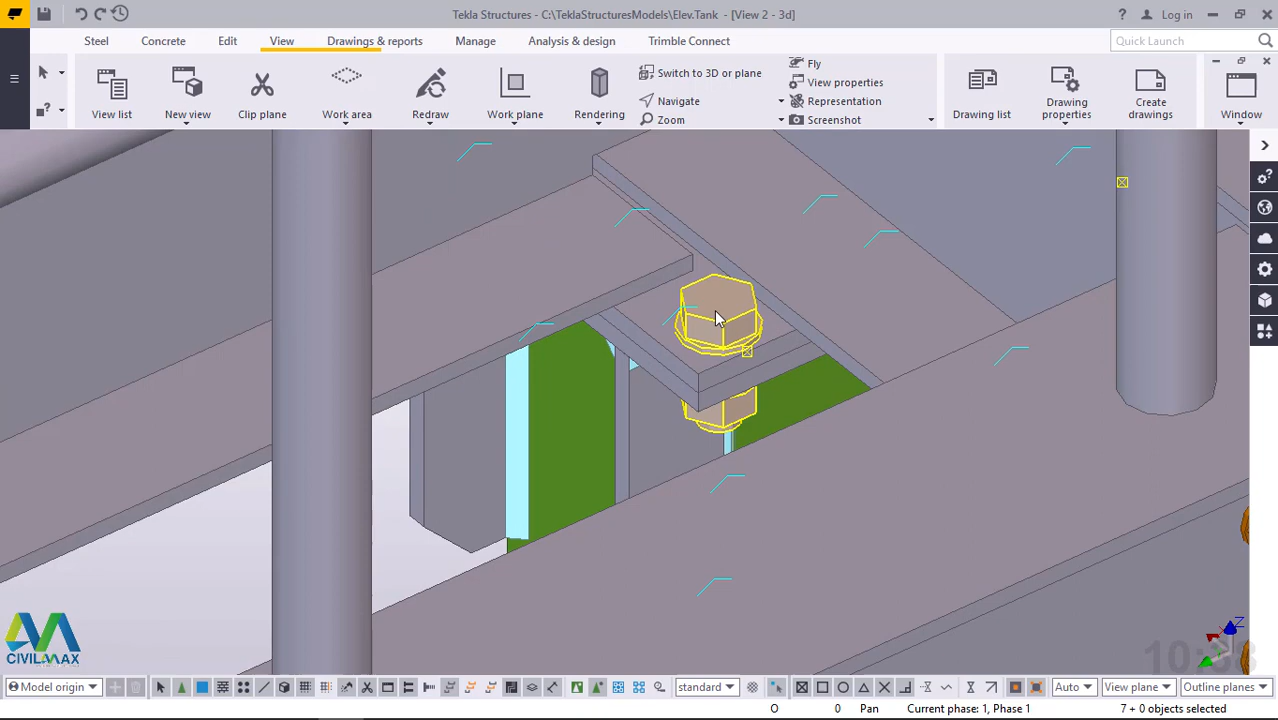 Tekla Structures - C:\TeklaStructuresModels\Elev.Tank - [View 2 - 3d]
Log in
Steel
Concrete
Edit
View
Drawings & reports
Manage
Analysis & design
Trimble Connect
Quick Launch
View list
New view
Clip plane
Work area
Redraw
Work plane
Rendering
Switch to 3D or plane
Navigate
Zoom
Fly
View properties
Representation
Screenshot
Drawing list
Drawing properties
Create drawings
Window
Z
CIVILMAX
10:38
Model origin
standard
Auto
View plane
Outline planes
O
0
Pan
Current phase: 1, Phase 1
7 + 0 objects selected